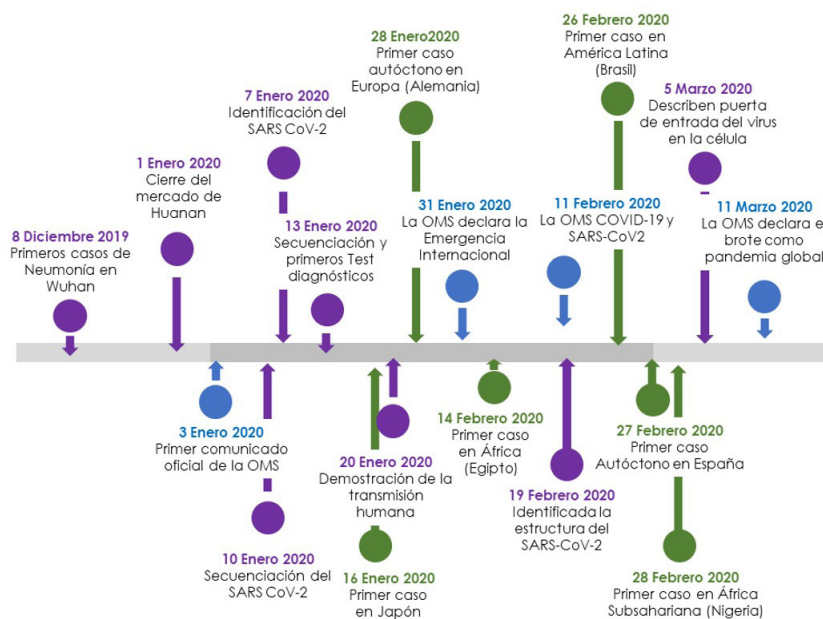 8 Diciembre 2019
Primeros casos de
Neumonía en
Wuhan
1 Enero 2020
Cierre del
mercado de
Huanan
7 Enero 2020
Identificación del
SARS CoV-2
13 Enero 2020
Secuenciación y
primeros Test
diagnósticos
28 Enero2020
Primer caso
autóctono en
Europa (Alemania)
31 Enero 2020
La OMS declara la
Emergencia
Internacional
11 Febrero 2020
La OMS COVID-19 y
SARS-CoV2
26 Febrero 2020
Primer caso en
América Latina
(Brasil)
5 Marzo 2020
Describen puerta
de entrada del virus
en la célula
11 Marzo 2020
La OMS declara e
brote como
pandemia global
3 Enero 2020
Primer comunicado
oficial de la OMS
10 Enero 2020
Secuenciación del
SARS CoV-2
20 Enero 2020
Demostración de la
transmisión
humana
16 Enero 2020
Primer caso
en Japón
14 Febrero 2020
Primer caso
en África
(Egipto)
19 Febrero 2020
Identificada la
estructura del
SARS-CoV-2
27 Febrero 2020
Primer caso
Autóctono en España
28 Febrero 2020
Primer caso en África
Subsahariana (Nigeria)